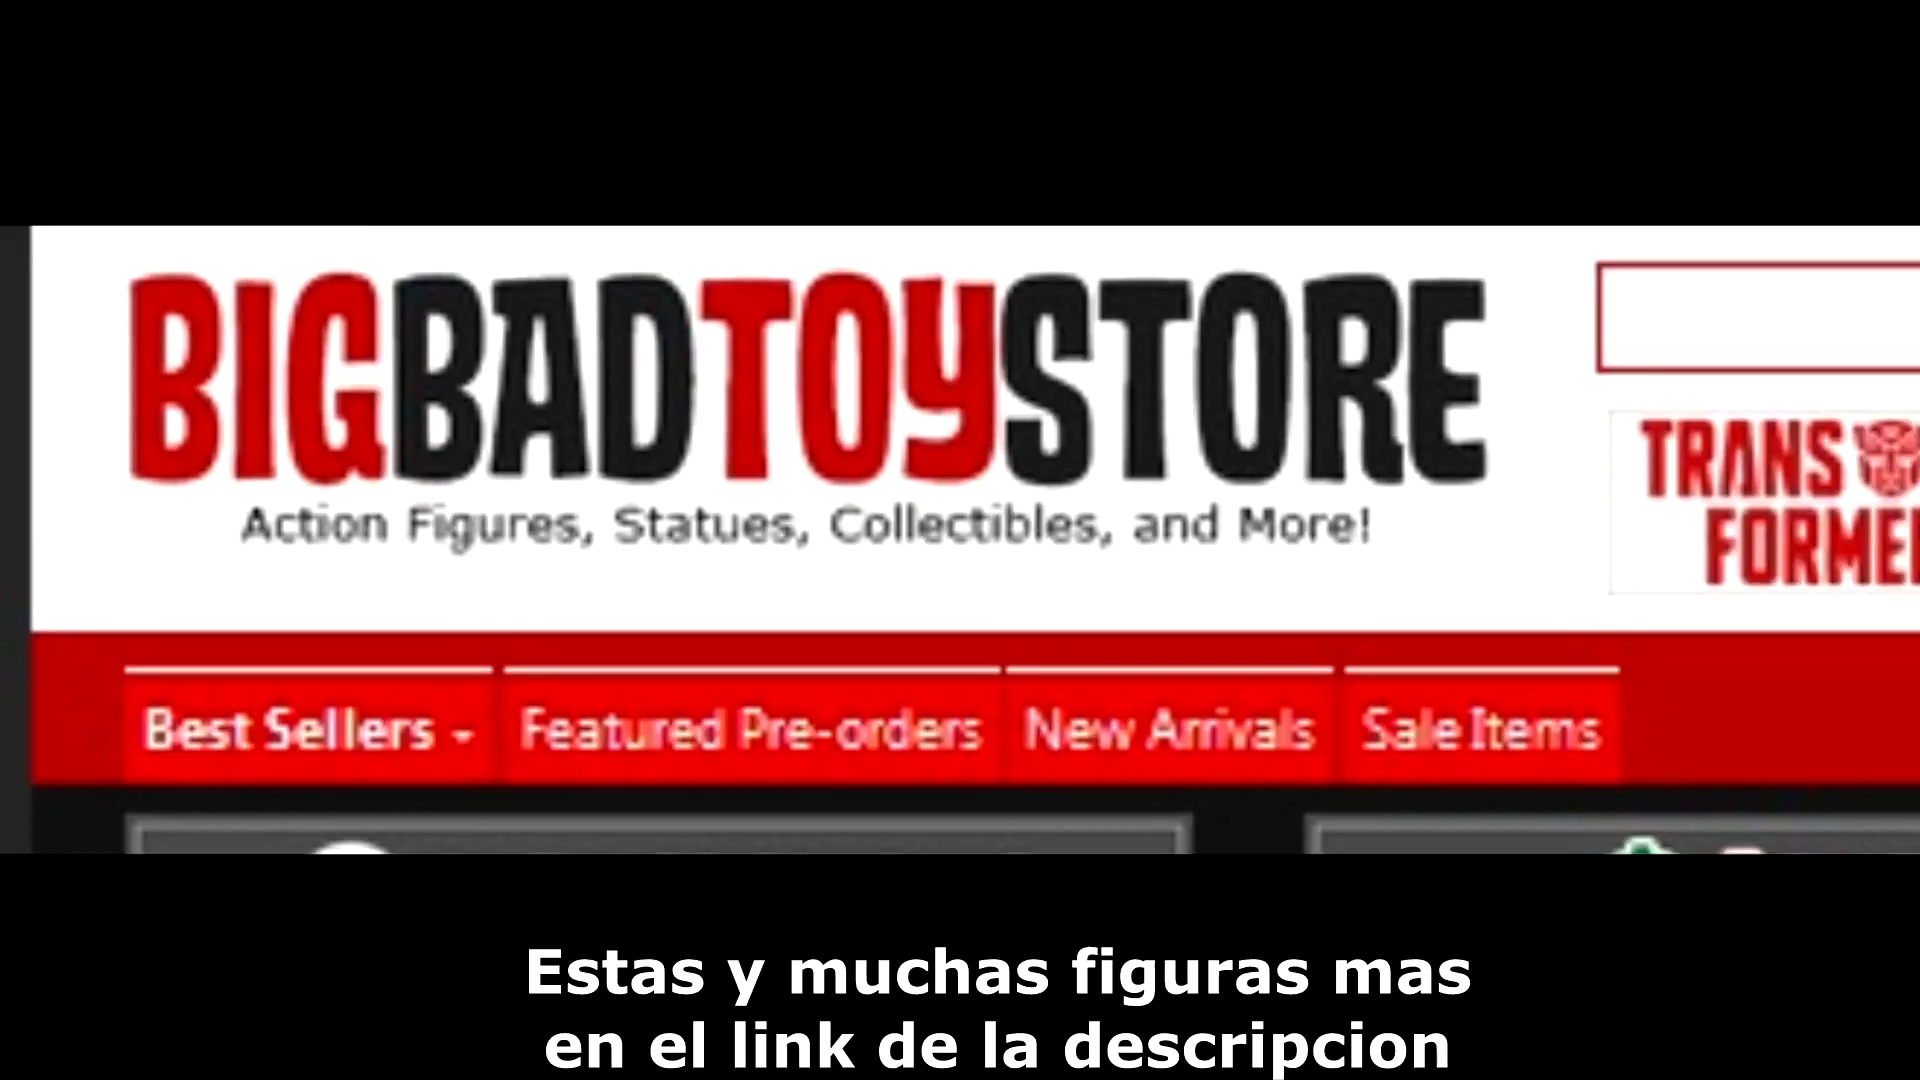 BIGBADTOYSTORE
Action Figures, Statues, Collectibles, and More!
TRANS
FORME
Best Sellers
Featured Pre-orders
New Arrivals
Sale Items
Estas y muchas figuras mas
en el link de la descripcion